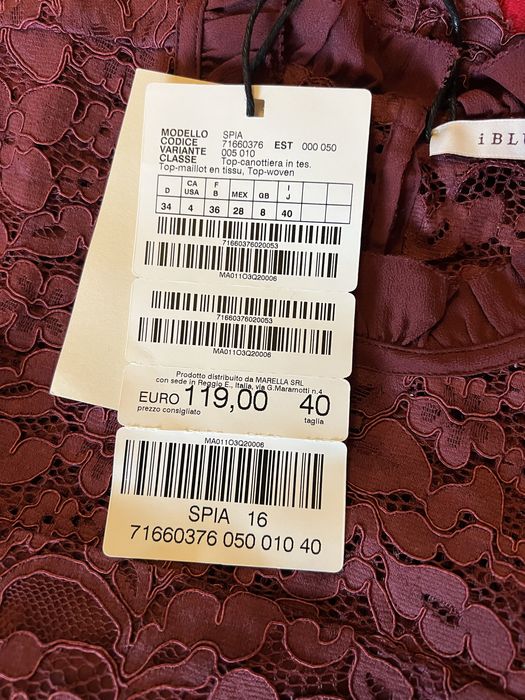 MODELLO SPIA
CODICE 71660376 EST 000 050
VARIANTE 005 010
CLASSE Top-canottiera in tes.
Top-maillot en tissu, Top-woven
D CA USA F B MEX GB I J
34 4 36 28 8 40
71660376020053
MA011O3Q20006
71660376020053
MA011O3Q20006
Prodotto distribuito da MARELLA SRL
con sede in Reggio E., Italia, via G.Maramotti n.4
EURO 119,00 40
prezzo consigliato taglia
MA011O3Q20006
SPIA 16
71660376 050 010 40
iBLU